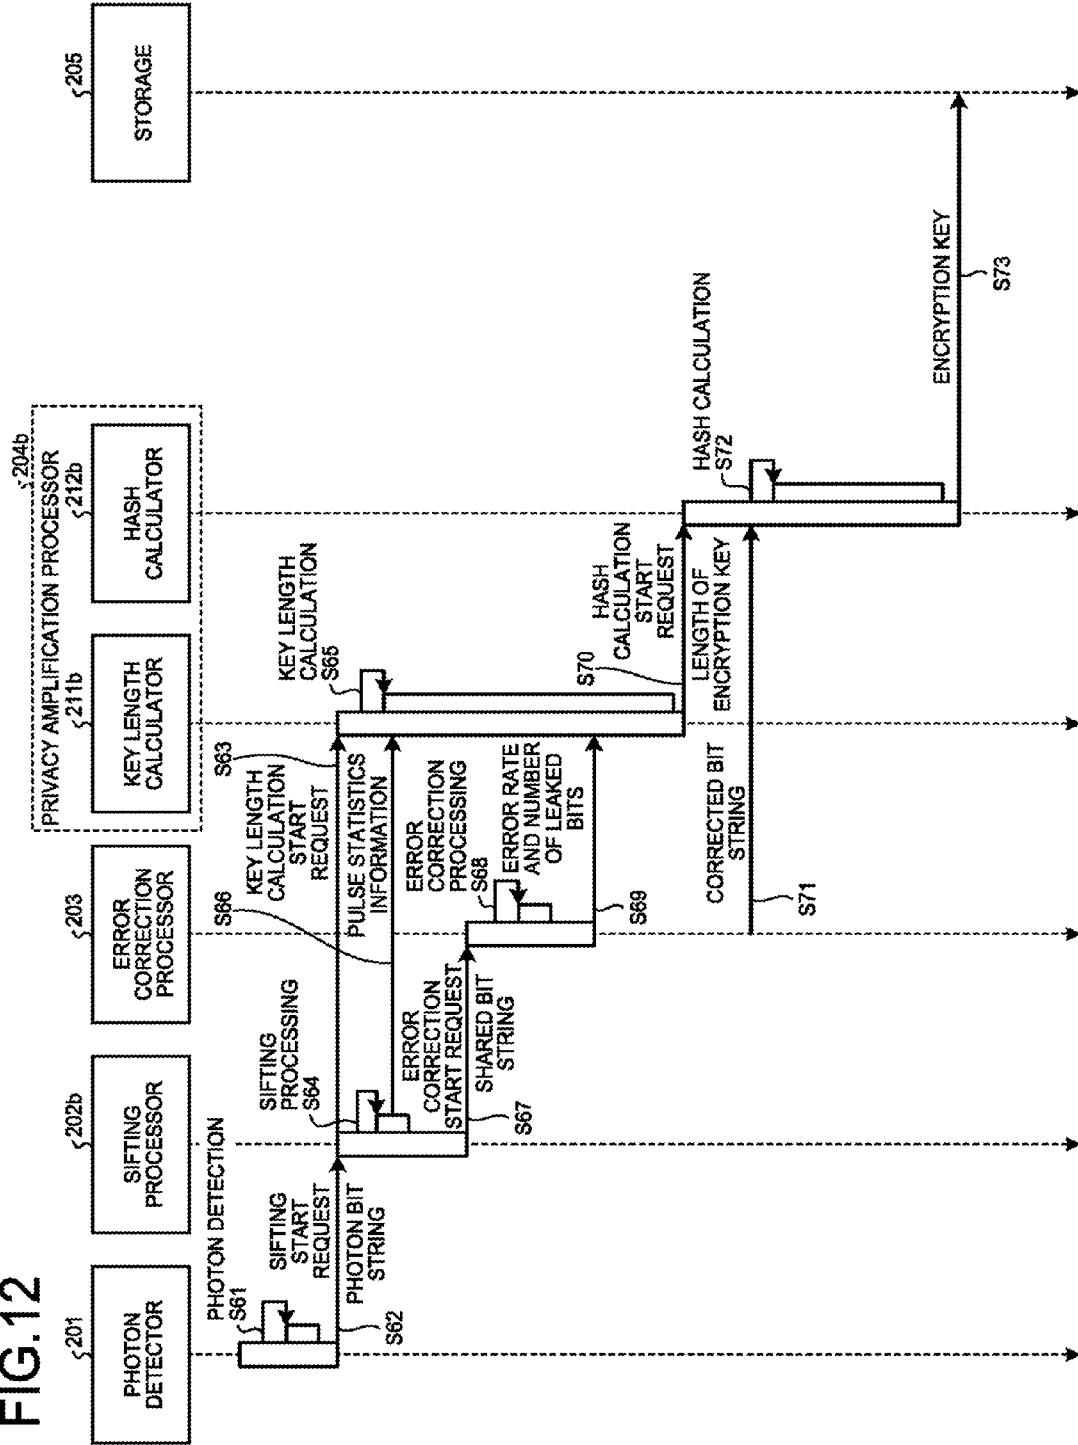 FIG.12
201
PHOTON
DETECTOR
202b
SIFTING
PROCESSOR
203
ERROR
CORRECTION
PROCESSOR
204b
PRIVACY AMPLIFICATION PROCESSOR
211b
KEY LENGTH
CALCULATOR
212b
HASH
CALCULATOR
205
STORAGE
PHOTON DETECTION
S61
SIFTING
START
REQUEST
PHOTON BIT
STRING
S62
KEY LENGTH
CALCULATION
START
REQUEST
S63
SIFTING
PROCESSING
S64
KEY LENGTH
CALCULATION
S65
S66
PULSE STATISTICS
INFORMATION
ERROR
CORRECTION
START REQUEST
SHARED BIT
STRING
S67
ERROR
CORRECTION
PROCESSING
S68
ERROR RATE
AND NUMBER
OF LEAKED
BITS
S69
HASH
CALCULATION
START
REQUEST
S70
LENGTH OF
ENCRYPTION KEY
CORRECTED BIT
STRING
S71
HASH CALCULATION
S72
ENCRYPTION KEY
S73